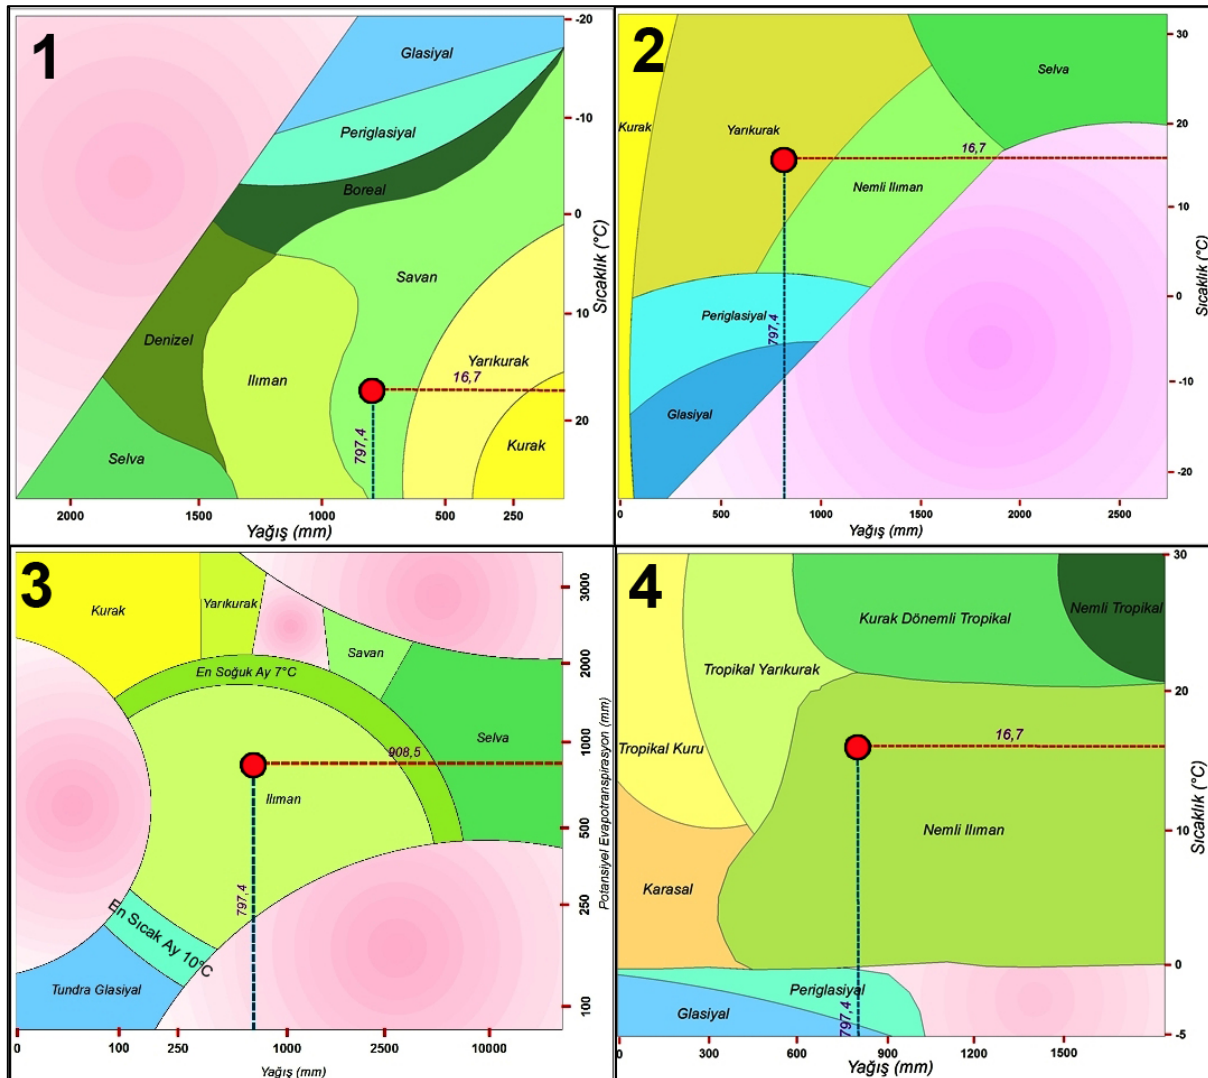 1
Glasiyal
Periglasiyal
Boreal
Savan
Denizel
Ilıman
Yarıkurak
16,7
797,4
Kurak
Selva
-20
-10
0
10
20
Sıcaklık (°C)
2000
1000
500
250
Yağış (mm)
2
Selva
Kurak
Yarıkurak
16,7
Nemli Ilıman
Periglasiyal
797,4
Glasiyal
30
20
10
0
-10
-20
Sıcaklık (°C)
0
500
1000
1500
2000
2500
Yağış (mm)
3
Kurak
Yarıkurak
Savan
En Soğuk Ay 7°C
Selva
908,5
Ilıman
797,4
En Sıcak Ay 10°C
Tundra Glasiyal
3000
2000
1000
500
250
100
Potansiyel Evapotranspirasyon (mm)
0
100
250
1000
2500
10000
Yağış (mm)
4
Nemli Tropikal
Kurak Dönemli Tropikal
Tropikal Yarıkurak
Tropikal Kuru
16,7
Nemli Ilıman
Karasal
Periglasiyal
Glasiyal
797,4
30
20
10
0
-5
Sıcaklık (°C)
0
300
600
900
1200
1500
Yağış (mm)